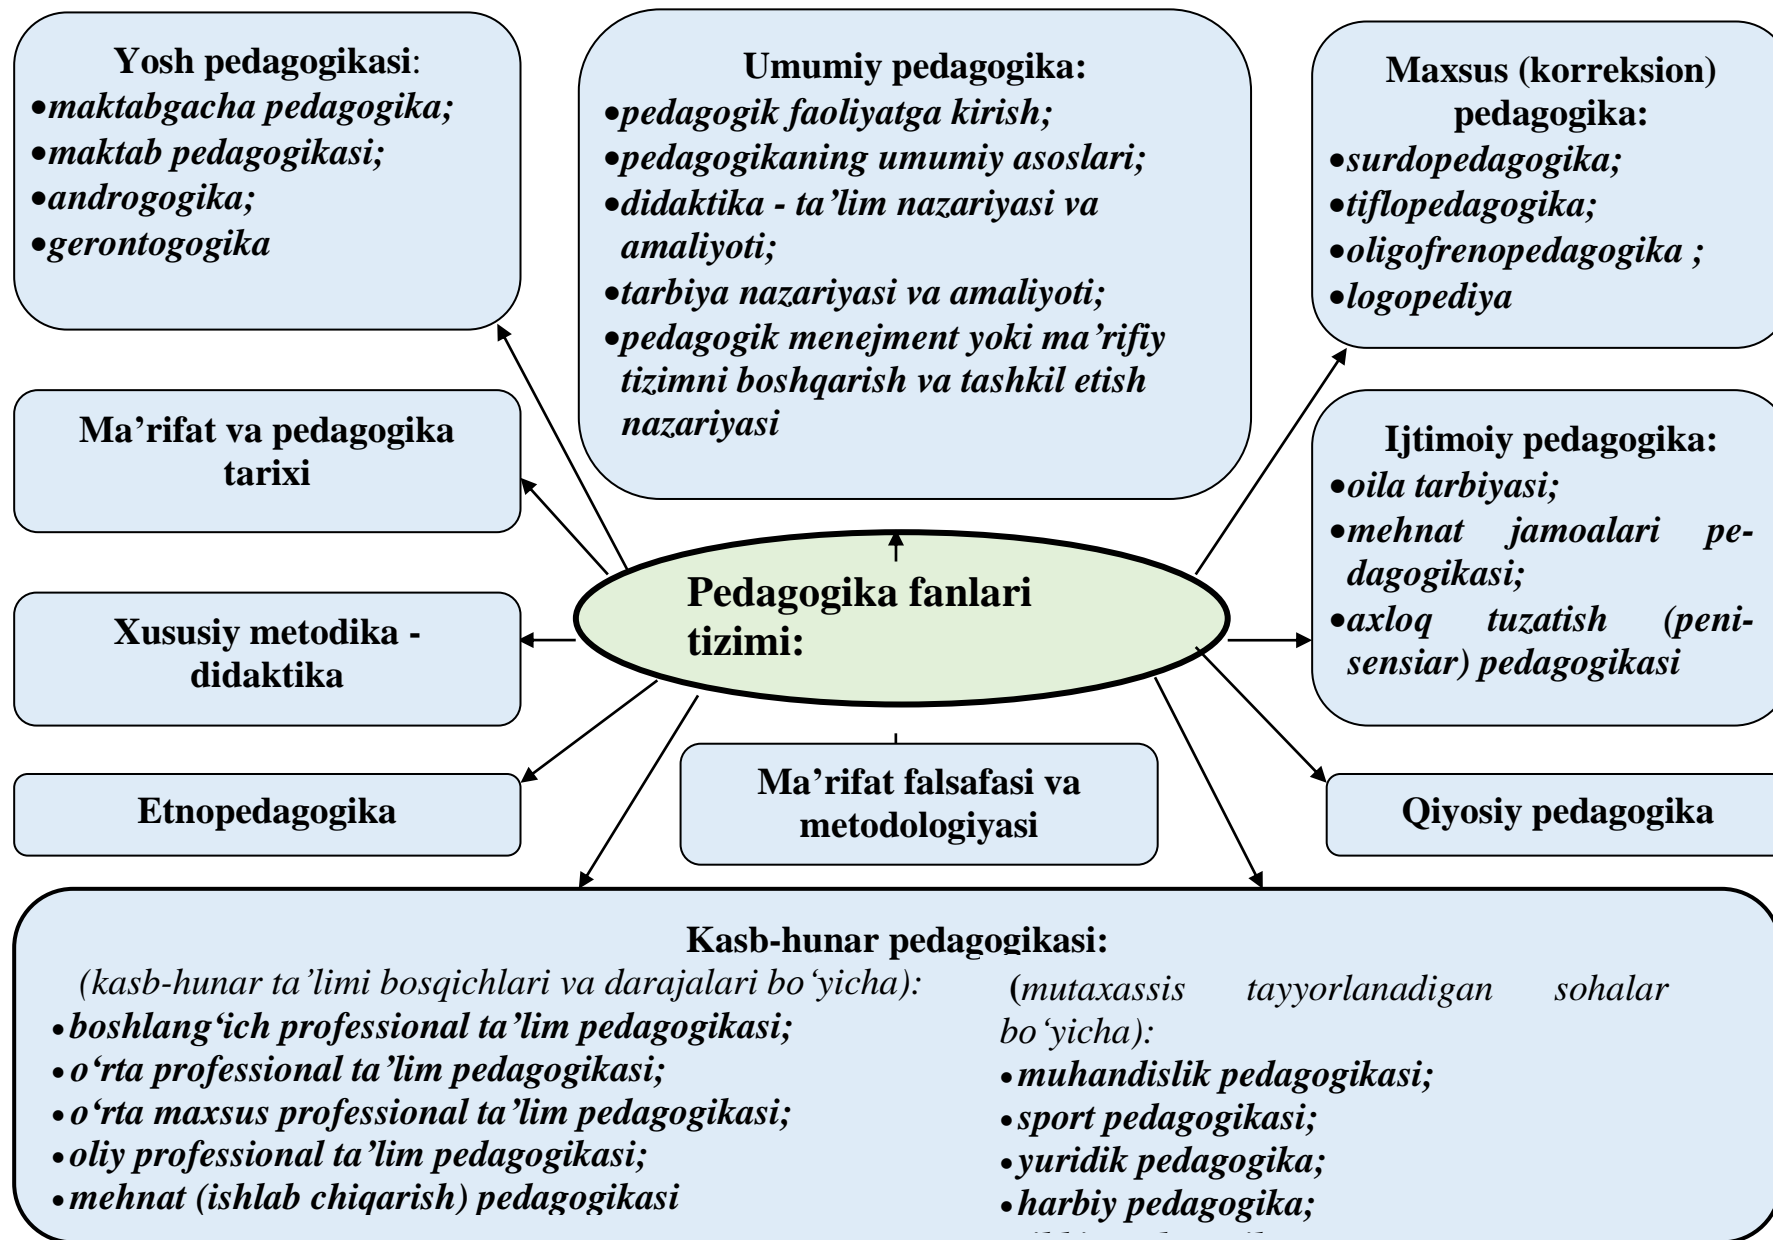 Yosh pedagogikasi:
•maktabgacha pedagogika;
•maktab pedagogikasi;
•androgogika;
•gerontogogika
Umumiy pedagogika:
•pedagogik faoliyatga kirish;
•pedagogikaning umumiy asoslari;
•didaktika - ta’lim nazariyasi va
amaliyoti;
•tarbiya nazariyasi va amaliyoti;
•pedagogik menejment yoki ma’rifiy
tizimni boshqarish va tashkil etish
nazariyasi
Maxsus (korreksion)
pedagogika:
•surdopedagogika;
•tiflopedagogika;
•oligofrenopedagogika ;
•logopediya
Ma’rifat va pedagogika
tarixi
Ijtimoiy pedagogika:
•oila tarbiyasi;
•mehnat jamoalari pe-
dagogikasi;
•axloq tuzatish (peni-
sensiar) pedagogikasi
Pedagogika fanlari
tizimi:
Xususiy metodika -
didaktika
Etnopedagogika
Ma’rifat falsafasi va
metodologiyasi
Qiyosiy pedagogika
Kasb-hunar pedagogikasi:
(kasb-hunar ta’limi bosqichlari va darajalari bo‘yicha):
•boshlang‘ich professional ta’lim pedagogikasi;
•o‘rta professional ta’lim pedagogikasi;
•o‘rta maxsus professional ta’lim pedagogikasi;
•oliy professional ta’lim pedagogikasi;
•mehnat (ishlab chiqarish) pedagogikasi
(mutaxassis tayyorlanadigan sohalar
bo‘yicha):
•muhandislik pedagogikasi;
•sport pedagogikasi;
•yuridik pedagogika;
•harbiy pedagogika;